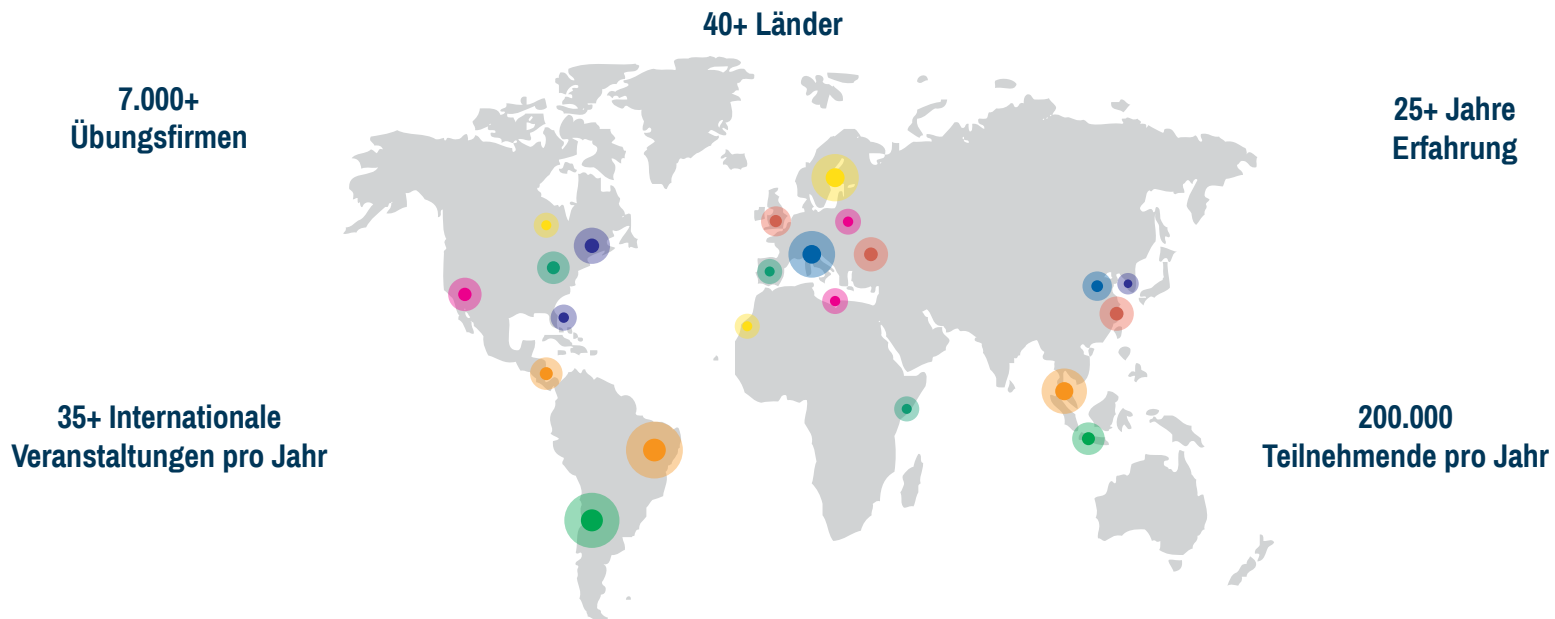 40+ Länder
7.000+
Übungsfirmen
25+ Jahre
Erfahrung
35+ Internationale
Veranstaltungen pro Jahr
200.000
Teilnehmende pro Jahr